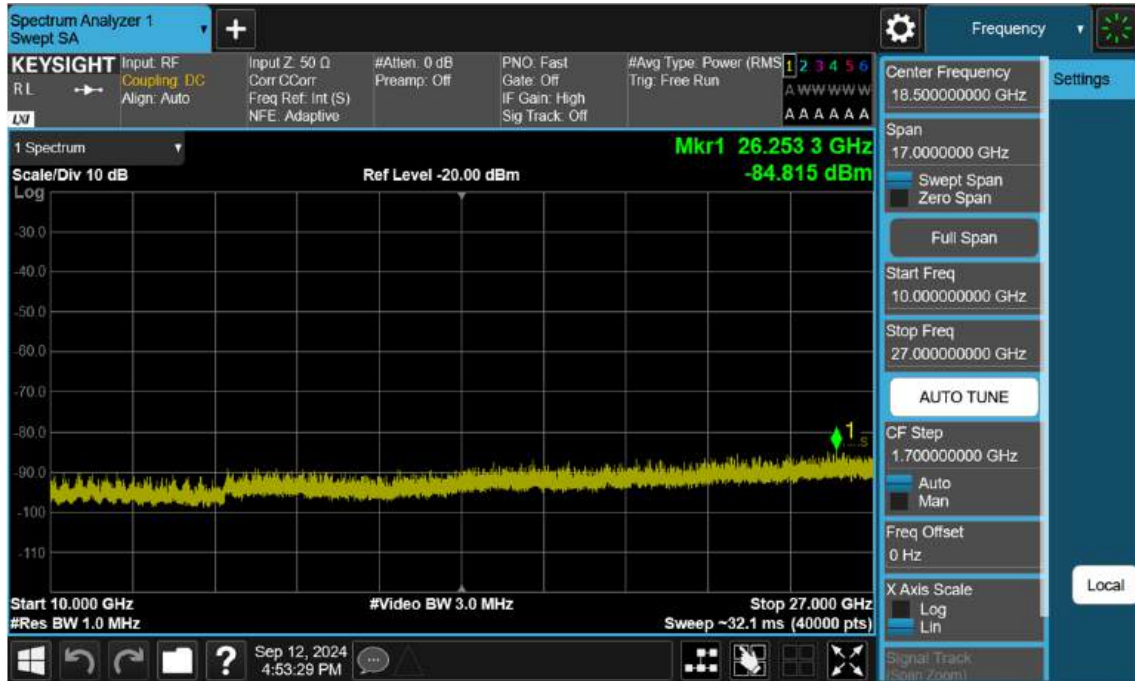 Spectrum Analyzer 1
Swept SA
+
Frequency
KEYSIGHT
RL
LXI
Input: RF
Coupling: DC
Align: Auto
Input Z: 50 Ω
Corr CCorr
Freq Ref: Int (S)
NFE: Adaptive
#Atten: 0 dB
Preamp: Off
PNO: Fast
Gate: Off
IF Gain: High
Sig Track: Off
#Avg Type: Power (RMS
Trig: Free Run
1 2 3 4 5 6
A W W W W W
A A A A A A
Center Frequency
18.500000000 GHz
Settings
1 Spectrum
Mkr1 26.253 3 GHz
-84.815 dBm
Scale/Div 10 dB
Ref Level -20.00 dBm
Log
-30.0
-40.0
-50.0
-60.0
-70.0
-80.0
-90.0
-100
-110
1
Start 10.000 GHz
#Video BW 3.0 MHz
Stop 27.000 GHz
#Res BW 1.0 MHz
Sweep ~32.1 ms (40000 pts)
Span
17.0000000 GHz
Swept Span
Zero Span
Full Span
Start Freq
10.000000000 GHz
Stop Freq
27.000000000 GHz
AUTO TUNE
CF Step
1.700000000 GHz
Auto
Man
Freq Offset
0 Hz
X Axis Scale
Log
Lin
Signal Track
(Span Zoom)
Local
?
Sep 12, 2024
4:53:29 PM